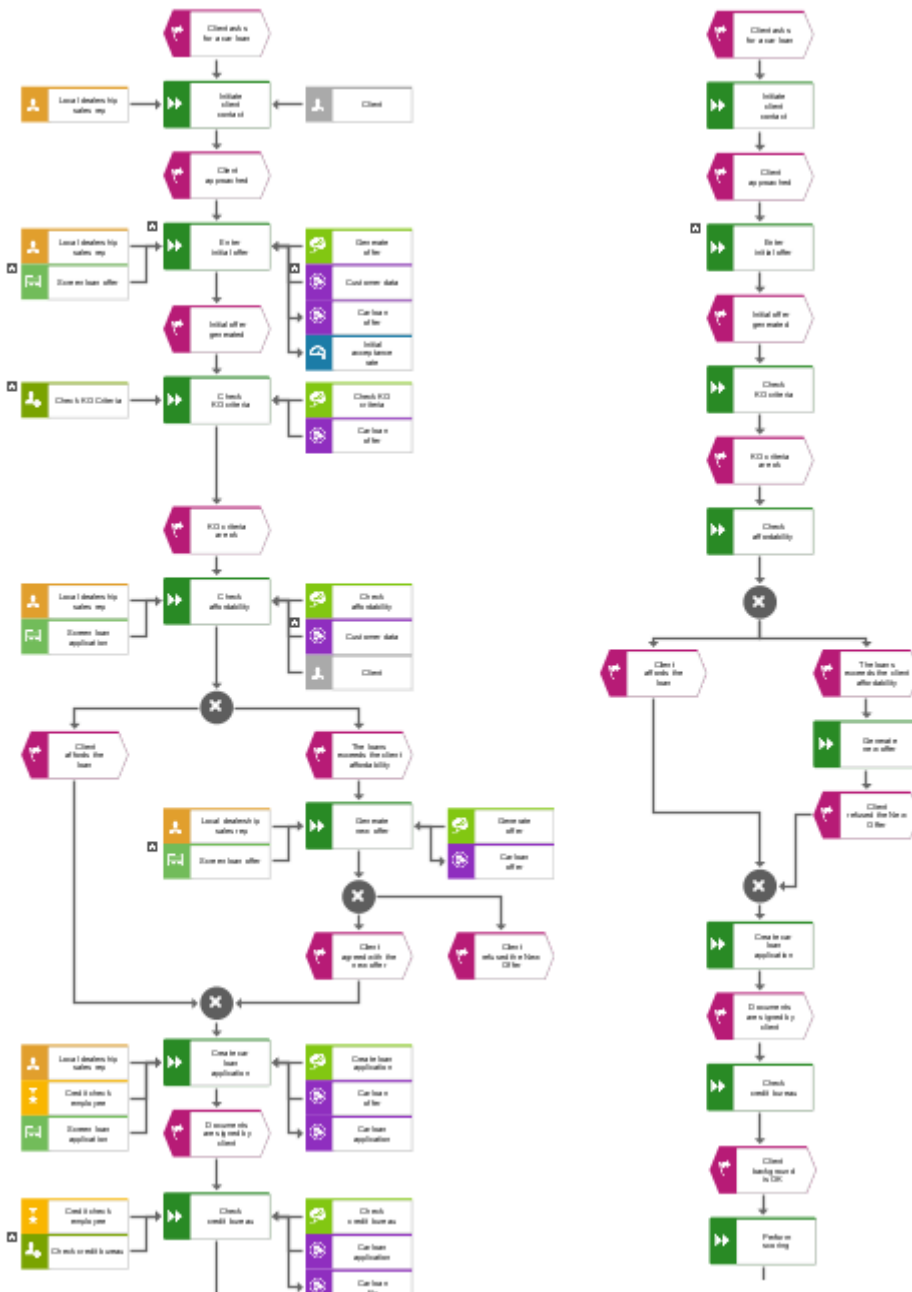 Client asks
for a car loan
Client asks
for a car loan
Local dealership
sales rep
Initiate
client
contact
Client
Initiate
client
contact
Client
approached
Client
approached
Local dealership
sales rep
Screen loan offer
Enter
initial offer
Generate
offer
Customer data
Car loan
offer
Initial
acceptance
rate
Enter
initial offer
Initial offer
generated
Initial offer
generated
Check KO Criteria
Check
KO criteria
Check KO
criteria
Car loan
offer
Check
KO criteria
KO criteria
are ok
KO criteria
are ok
Check
affordability
Local dealership
sales rep
Screen loan
application
Check
affordability
Check
affordability
Customer data
Client
Client
affords the
loan
The loans
exceeds the client
affordability
Client
affords the
loan
The loans
exceeds the client
affordability
Generate
new offer
Local dealership
sales rep
Screen loan offer
Generate
new offer
Generate
offer
Car loan
offer
Client
refused the New
Offer
Client
agreed with the
new offer
Client
refused the New
Offer
Create car
loan
application
Documents
are signed by
client
Local dealership
sales rep
Credit check
employee
Screen loan
application
Create car
loan
application
Create loan
application
Car loan
offer
Car loan
application
Documents
are signed by
client
Check
credit bureau
Client
background
is OK
Credit check
employee
Check credit bureau
Check
credit bureau
Check
credit bureau
Car loan
application
Car loan
Perform
scoring